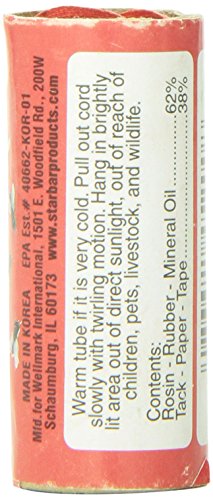 MADE IN KOREA EPA Est.# 40662-KOR-01
Mfd.for Wellmark International, 1501 E. Woodfield Rd., 200W
Schaumburg, IL 60173 www.starbarproducts.com
Warm tube if it is very cold. Pull out cord
slowly with twirling motion. Hang in brightly
lit area out of direct sunlight, out of reach of
children, pets, livestock, and wildlife.
Contents:
Rosin - Rubber - Mineral Oil 62%
Tack - Paper - Tape 38%